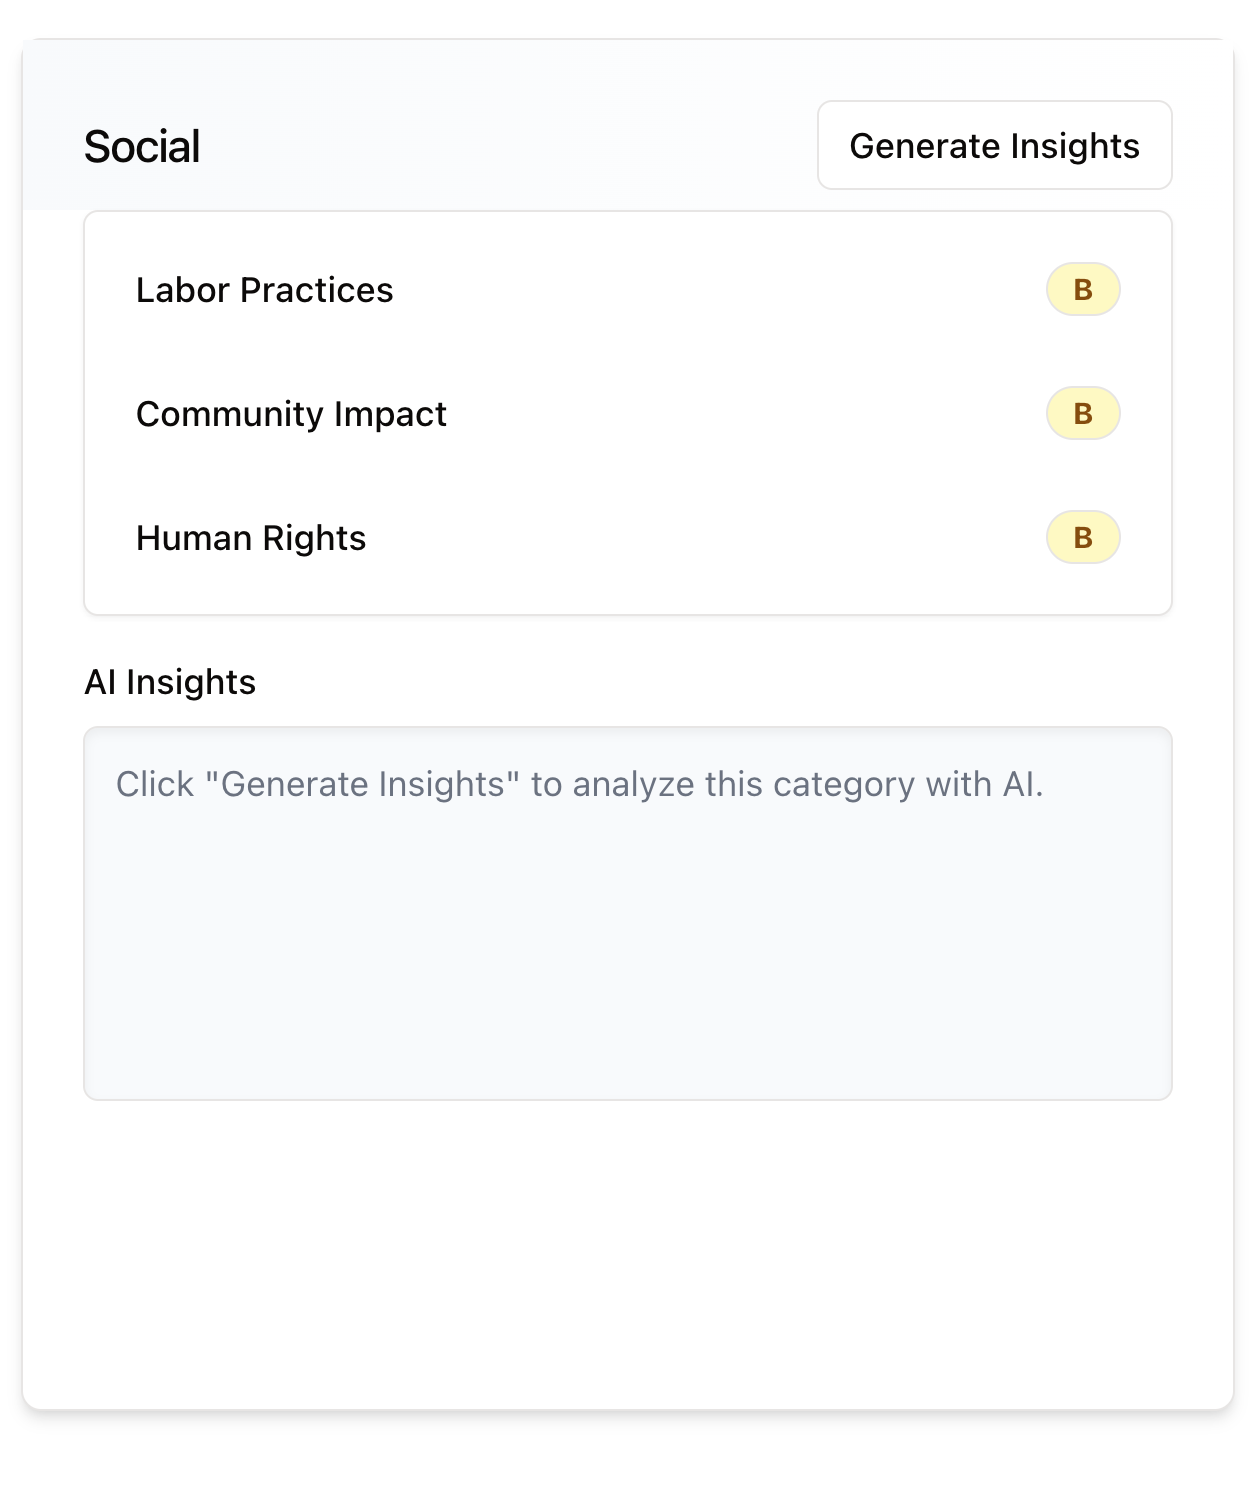 Social
Generate Insights
Labor Practices
B
Community Impact
B
Human Rights
B
AI Insights
Click "Generate Insights" to analyze this category with AI.